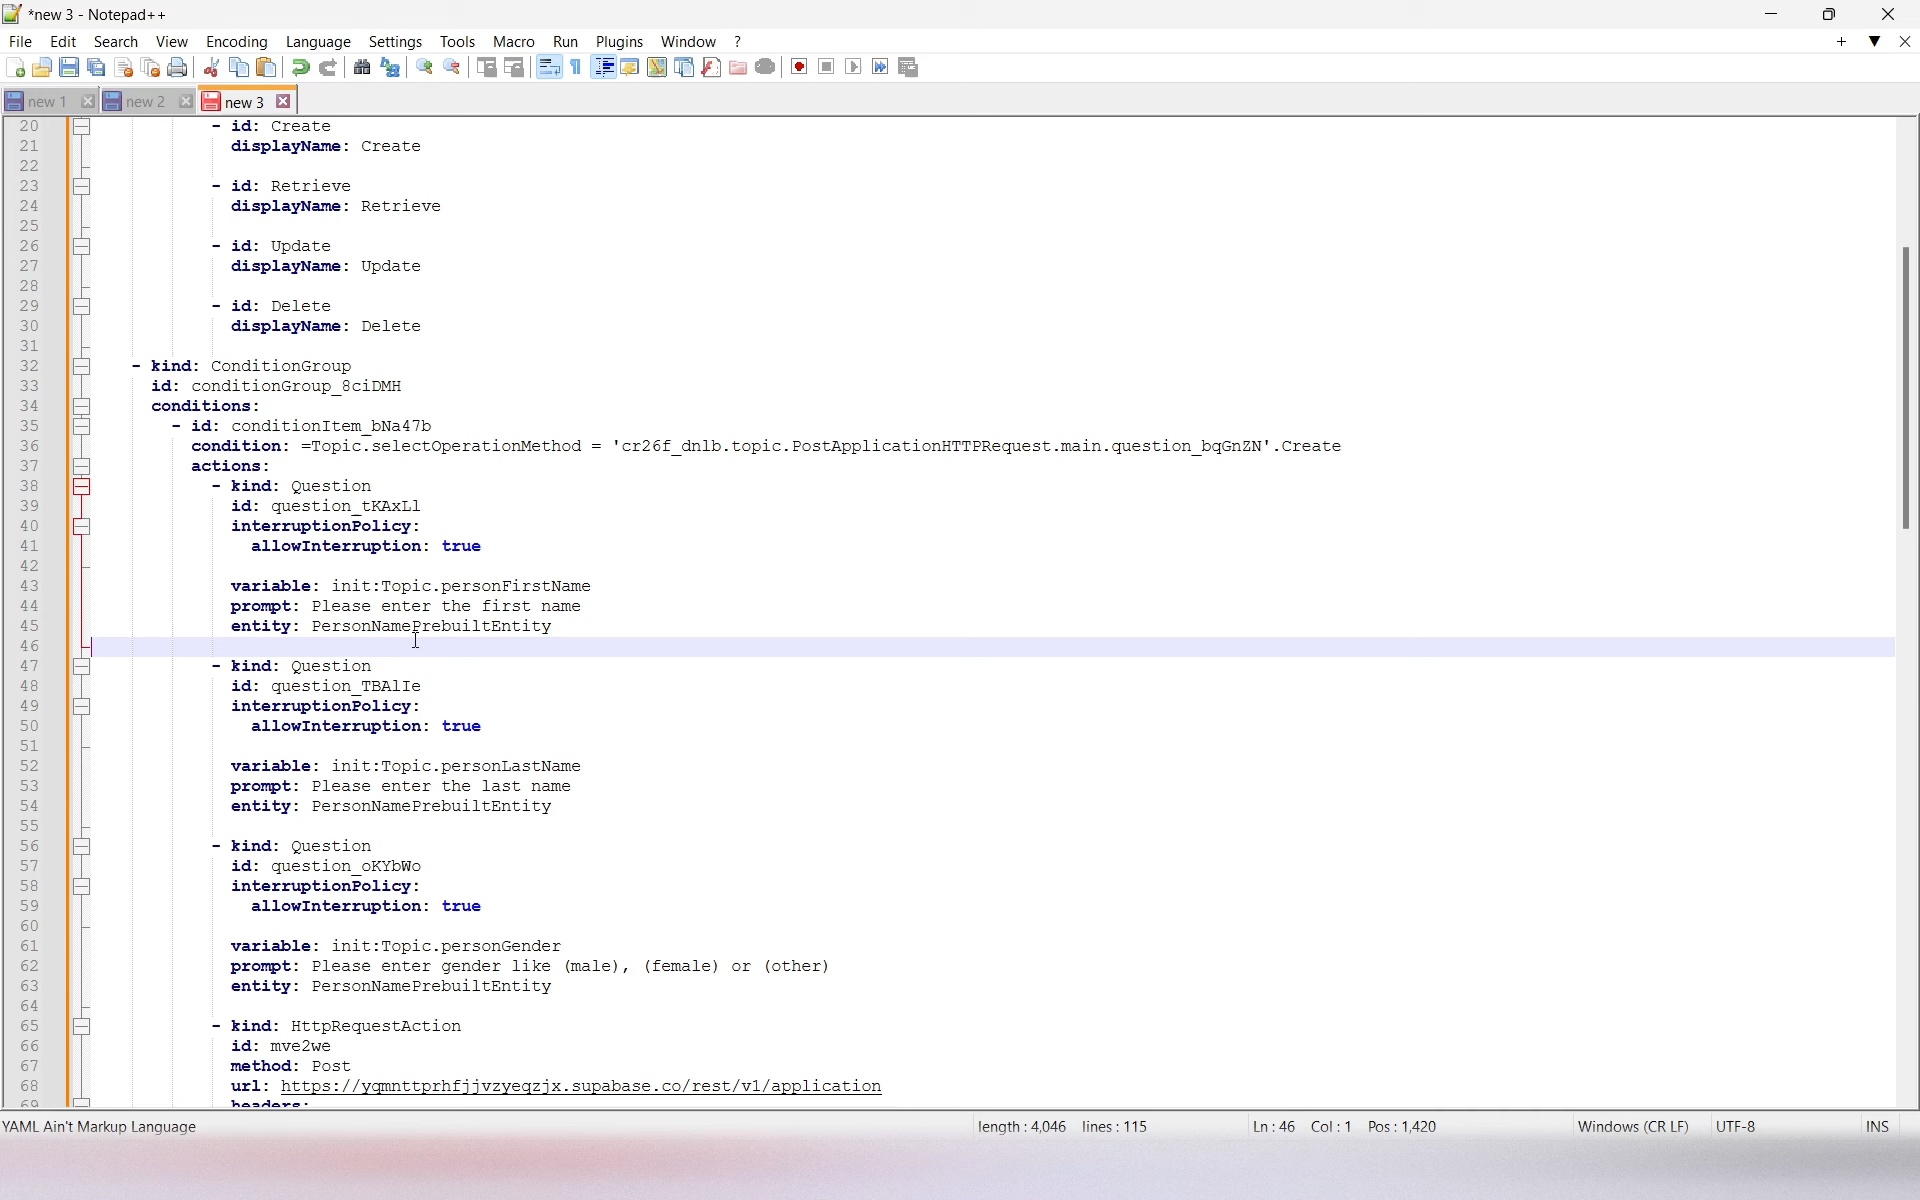 *new 3 - Notepad++
File Edit Search View Encoding Language Settings Tools Macro Run Plugins Window ?
new 1 new 2 new 3
20 - id: Create
21 displayName: Create
22
23 - id: Retrieve
24 displayName: Retrieve
25
26 - id: Update
27 displayName: Update
28
29 - id: Delete
30 displayName: Delete
31
32 - kind: ConditionGroup
33 id: conditionGroup_8ciDMH
34 conditions:
35 - id: conditionItem_bNa47b
36 condition: =Topic.selectOperationMethod = 'cr26f_dnlb.topic.PostApplicationHTTPRequest.main.question_bqGnZN'.Create
37 actions:
38 - kind: Question
39 id: question_tKAxLl
40 interruptionPolicy:
41 allowInterruption: true
42
43 variable: init:Topic.personFirstName
44 prompt: Please enter the first name
45 entity: PersonNamePrebuiltEntity
46
47 - kind: Question
48 id: question_TBAlIe
49 interruptionPolicy:
50 allowInterruption: true
51
52 variable: init:Topic.personLastName
53 prompt: Please enter the last name
54 entity: PersonNamePrebuiltEntity
55
56 - kind: Question
57 id: question_oKYbWo
58 interruptionPolicy:
59 allowInterruption: true
60
61 variable: init:Topic.personGender
62 prompt: Please enter gender like (male), (female) or (other)
63 entity: PersonNamePrebuiltEntity
64
65 - kind: HttpRequestAction
66 id: mve2we
67 method: Post
68 url: https://yqmnttprhfjjvzyeqzjx.supabase.co/rest/v1/application
69 headers:
YAML Ain't Markup Language length : 4,046 lines : 115 Ln : 46 Col : 1 Pos : 1,420 Windows (CR LF) UTF-8 INS